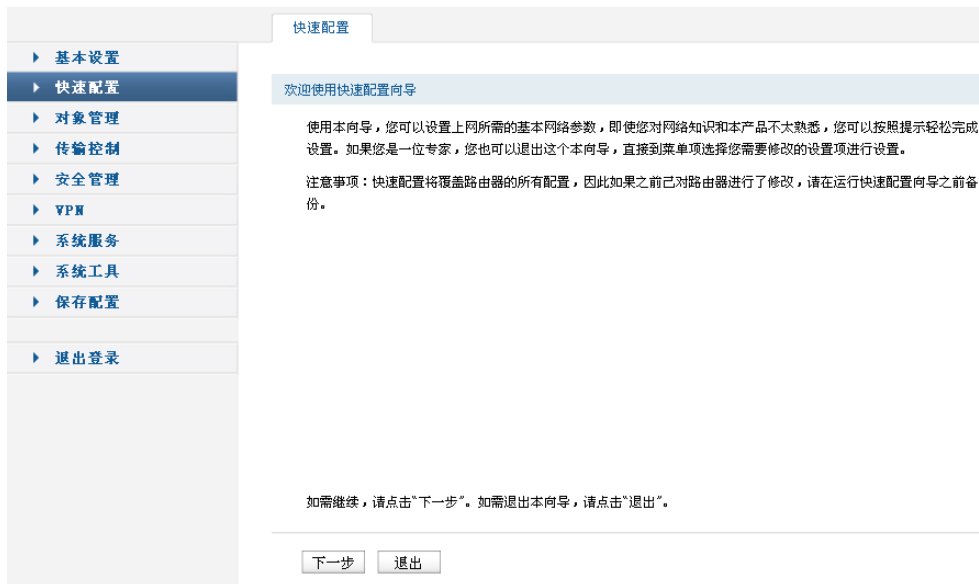 快速配置
基本设置
快速配置
对象管理
传输控制
安全管理
VPN
系统服务
系统工具
保存配置
退出登录
欢迎使用快速配置向导
使用本向导，您可以设置上网所需的基本网络参数，即使您对网络知识和本产品不太熟悉，您可以按照提示轻松完成
设置。如果您是一位专家，您也可以退出这个本向导，直接到菜单项选择您需要修改的设置项进行设置。
注意事项：快速配置将覆盖路由器的所有配置，因此如果之前己对路由器进行了修改，请在运行快速配置向导之前备
份。
如需继续，请点击“下一步”。如需退出本向导，请点击“退出”。
下一步 退出